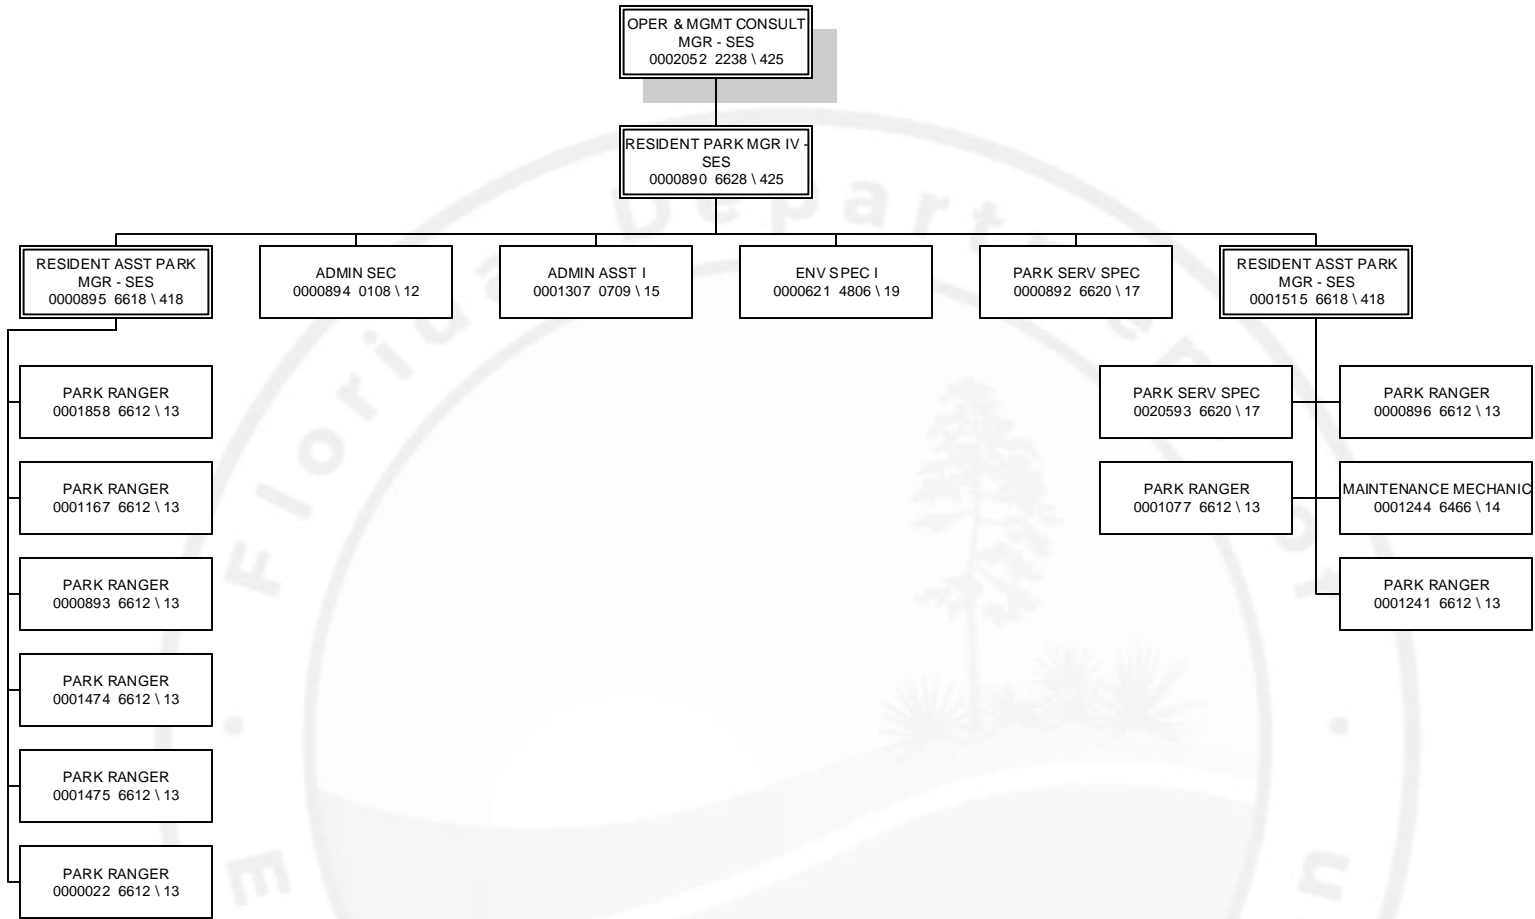 OPER & MGMT CONSULT
MGR - SES
0002052 2238 \ 425
RESIDENT PARK MGR IV -
SES
0000890 6628 \ 425
RESIDENT ASST PARK
MGR - SES
0000895 6618 \ 418
ADMIN SEC
0000894 0108 \ 12
ADMIN ASST I
0001307 0709 \ 15
ENV SPEC I
0000621 4806 \ 19
PARK SERV SPEC
0000892 6620 \ 17
RESIDENT ASST PARK
MGR - SES
0001515 6618 \ 418
PARK RANGER
0001858 6612 \ 13
PARK RANGER
0001167 6612 \ 13
PARK RANGER
0000893 6612 \ 13
PARK RANGER
0001474 6612 \ 13
PARK RANGER
0001475 6612 \ 13
PARK RANGER
0000022 6612 \ 13
PARK SERV SPEC
0020593 6620 \ 17
PARK RANGER
0000896 6612 \ 13
PARK RANGER
0001077 6612 \ 13
MAINTENANCE MECHANIC
0001244 6466 \ 14
PARK RANGER
0001241 6612 \ 13
Florida Department of